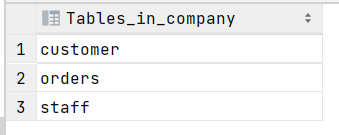 Tables_in_company
1 customer
2 orders
3 staff